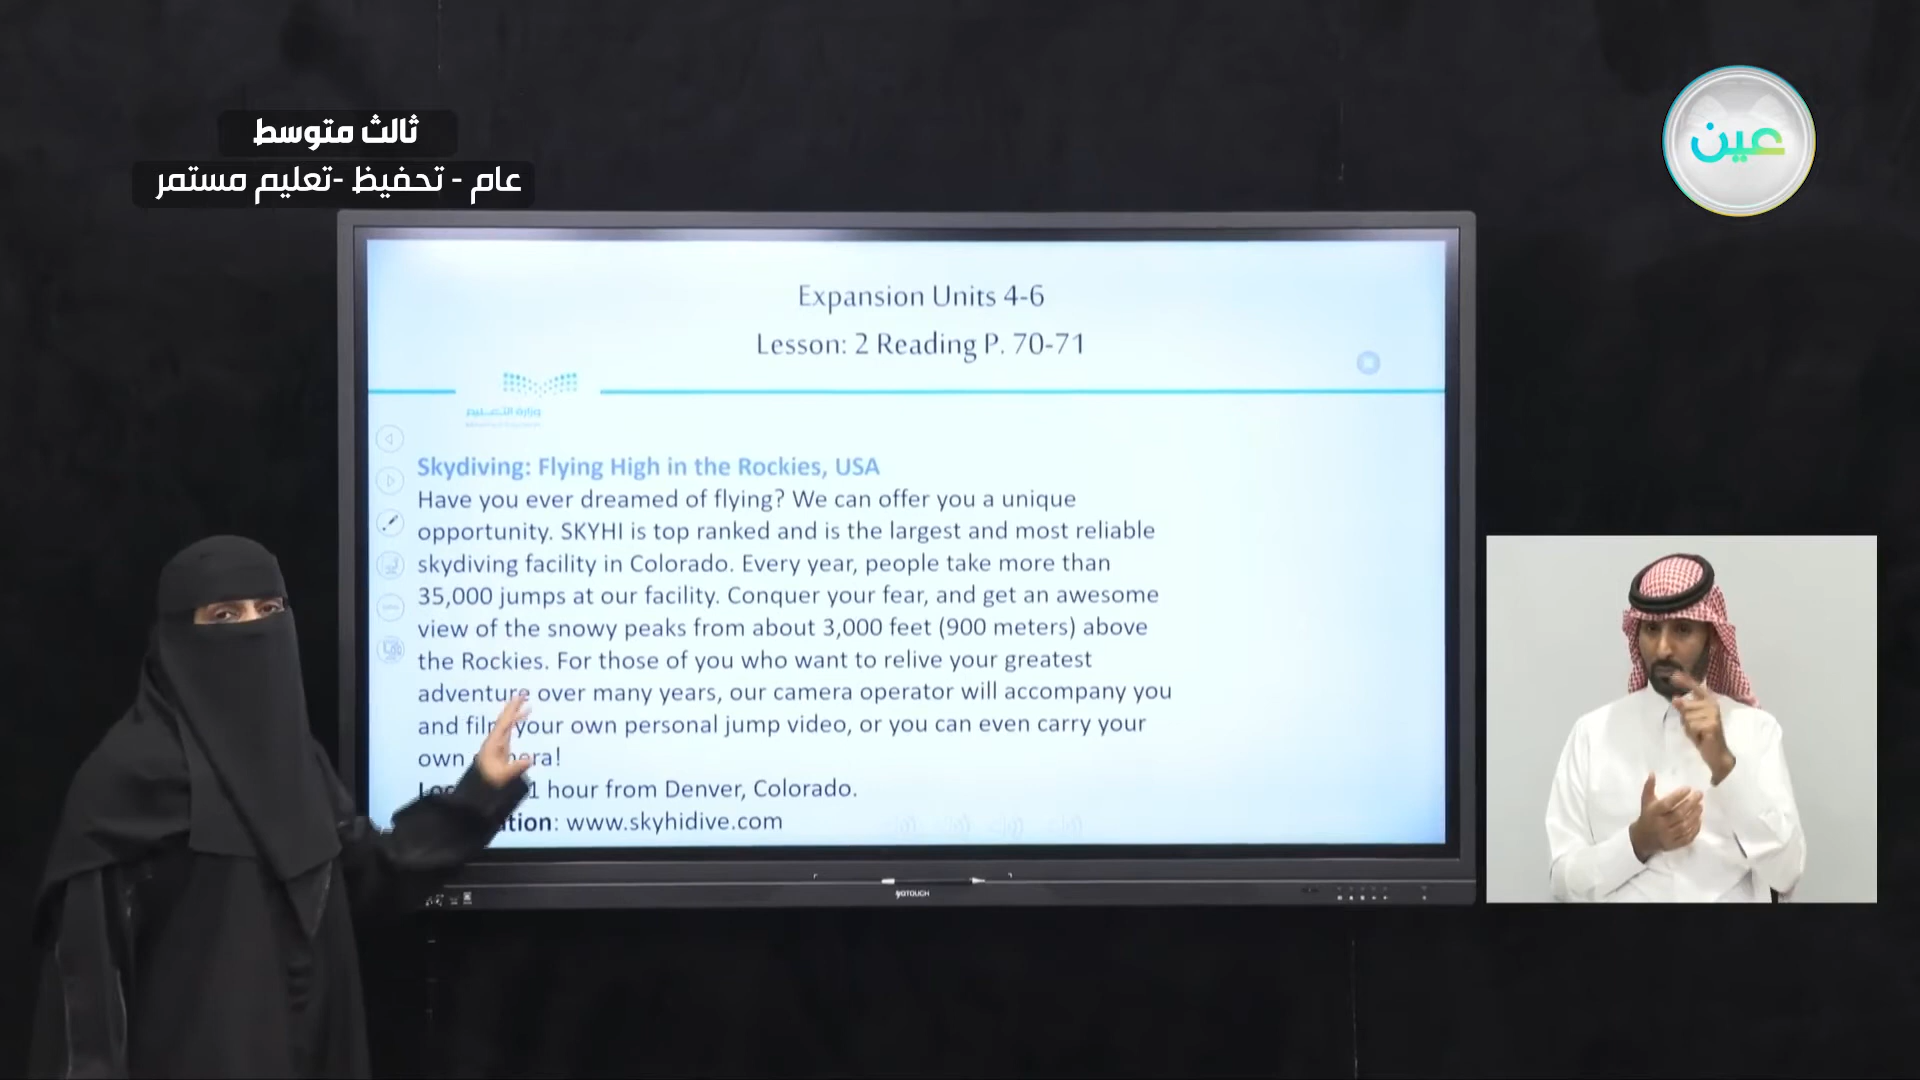 ثالث متوسط
عام - تحفيظ -تعليم مستمر
عين
Expansion Units 4-6
Lesson: 2 Reading P. 70-71
وزارة التعليم
Skydiving: Flying High in the Rockies, USA
Have you ever dreamed of flying? We can offer you a unique
opportunity. SKYHI is top ranked and is the largest and most reliable
skydiving facility in Colorado. Every year, people take more than
35,000 jumps at our facility. Conquer your fear, and get an awesome
view of the snowy peaks from about 3,000 feet (900 meters) above
the Rockies. For those of you who want to relive your greatest
adventure over many years, our camera operator will accompany you
and film your own personal jump video, or you can even carry your
own camera!
1 hour from Denver, Colorado.
: www.skyhidive.com
YQTOUCH